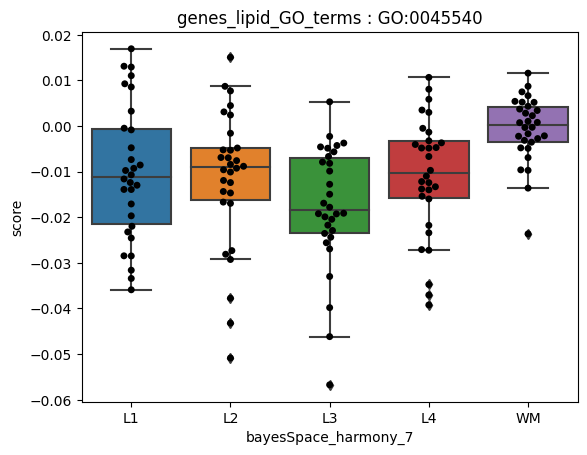 genes_lipid_GO_terms : GO:0045540
0.02
0.01
0.00
−0.01
−0.02
−0.03
−0.04
−0.05
−0.06
score
L1 L2 L3 L4 WM
bayesSpace_harmony_7